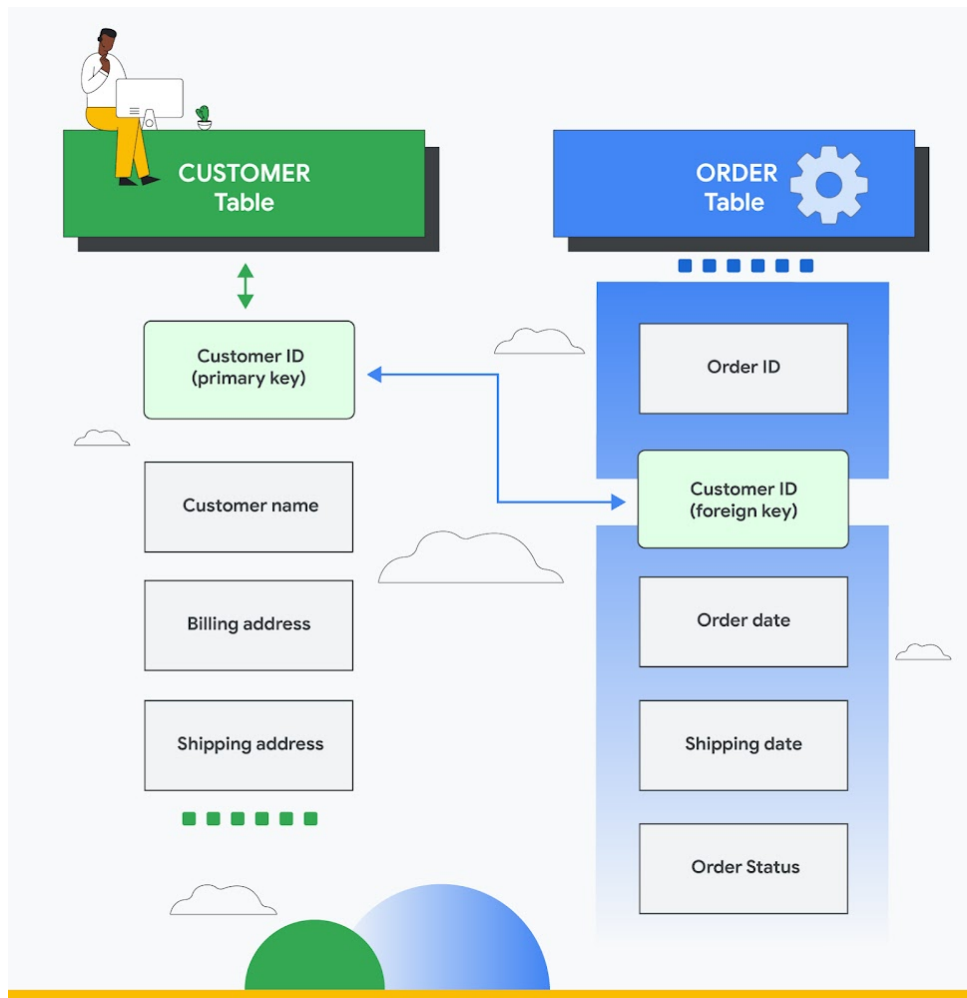 CUSTOMER
Table
Customer ID
(primary key)
Customer name
Billing address
Shipping address
ORDER
Table
Order ID
Customer ID
(foreign key)
Order date
Shipping date
Order Status